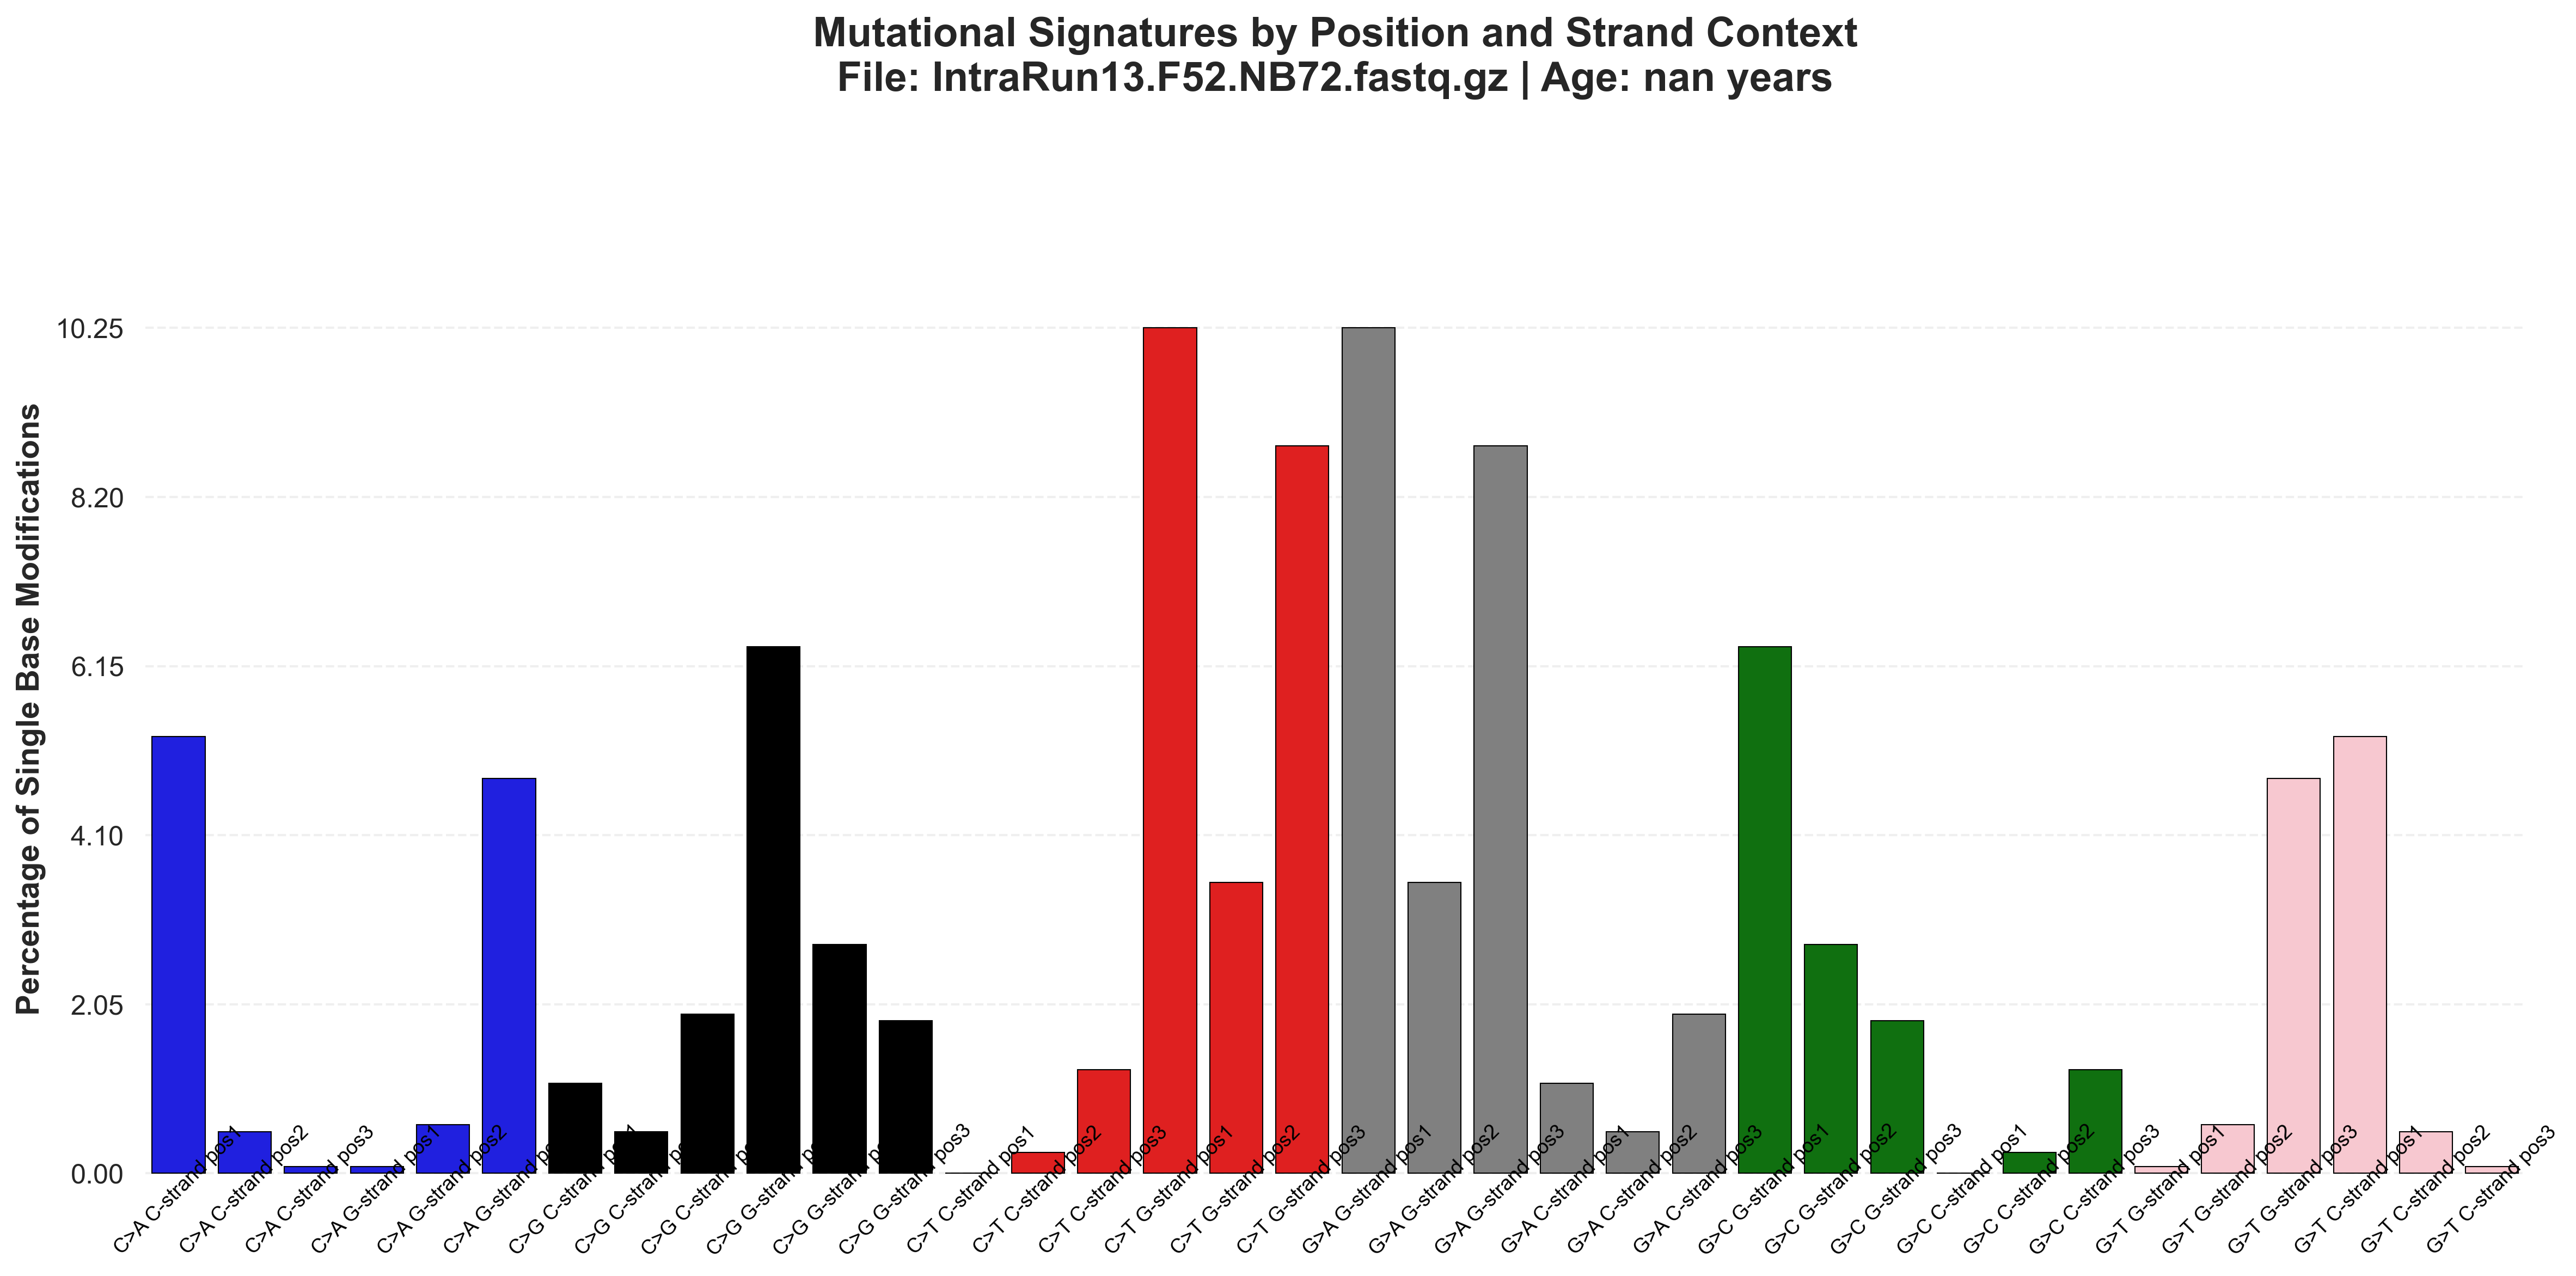 Mutational Signatures by Position and Strand Context
File: IntraRun13.F52.NB72.fastq.gz | Age: nan years
Percentage of Single Base Modifications
10.25
8.20
6.15
4.10
2.05
0.00
C>A C-strand pos1
C>A C-strand pos2
C>A C-strand pos3
C>A G-strand pos1
C>A G-strand pos2
C>A G-strand pos3
C>G C-strand pos1
C>G C-strand pos2
C>G C-strand pos3
C>G G-strand pos1
C>G G-strand pos2
C>G G-strand pos3
C>T C-strand pos1
C>T C-strand pos2
C>T C-strand pos3
C>T G-strand pos1
C>T G-strand pos2
C>T G-strand pos3
G>A G-strand pos1
G>A G-strand pos2
G>A G-strand pos3
G>A C-strand pos1
G>A C-strand pos2
G>A C-strand pos3
G>C G-strand pos1
G>C G-strand pos2
G>C G-strand pos3
G>C C-strand pos1
G>C C-strand pos2
G>C C-strand pos3
G>T G-strand pos1
G>T G-strand pos2
G>T G-strand pos3
G>T C-strand pos1
G>T C-strand pos2
G>T C-strand pos3